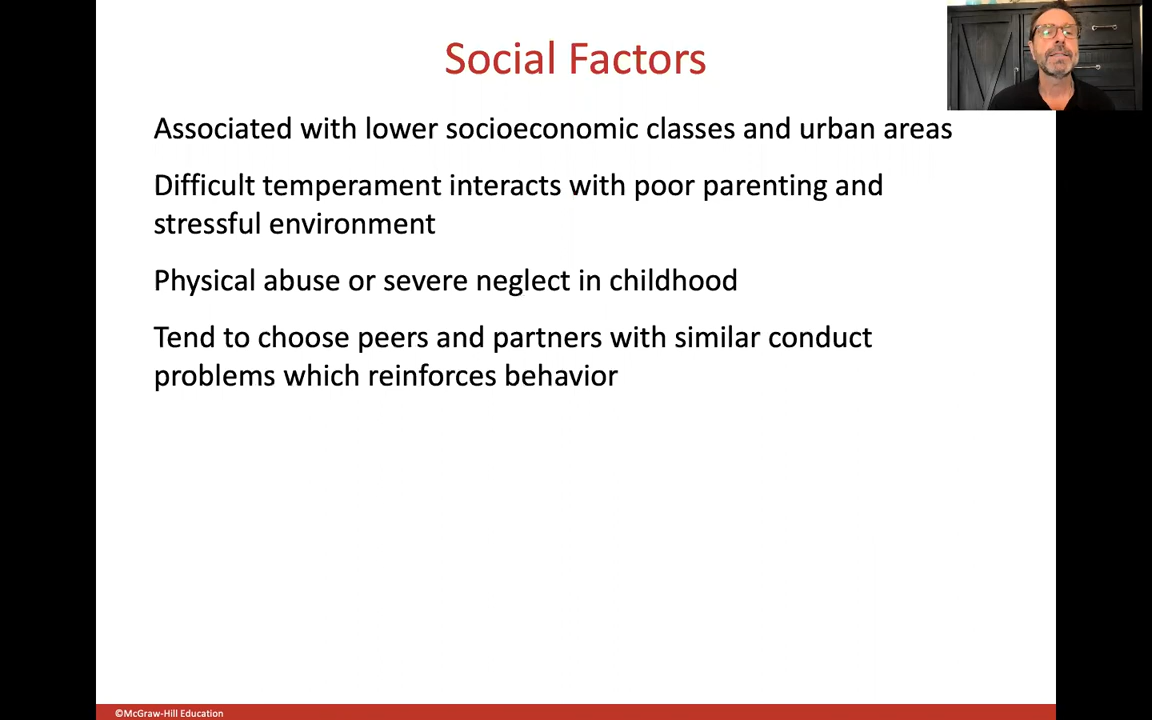 Social Factors
Associated with lower socioeconomic classes and urban areas
Difficult temperament interacts with poor parenting and
stressful environment
Physical abuse or severe neglect in childhood
Tend to choose peers and partners with similar conduct
problems which reinforces behavior
©McGraw-Hill Education